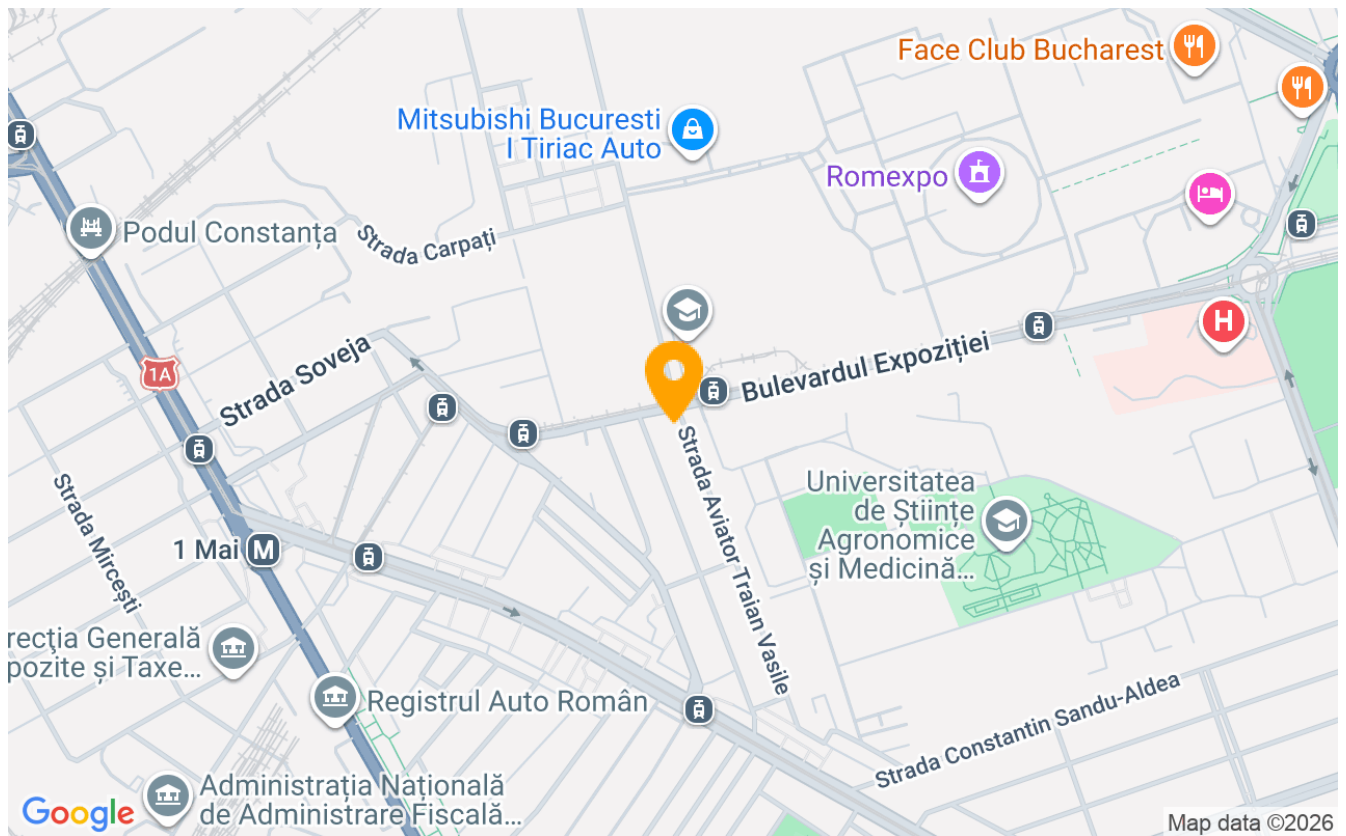 Face Club Bucharest
Mitsubishi Bucuresti
I Tiriac Auto
Romexpo
Podul Constanța
Strada Carpați
H
Bulevardul Expoziției
Strada Soveja
1A
Strada Aviator Traian Vasile
Universitatea
de Științe
Agronomice
și Medicină...
Strada Mircești
1 Mai M
recția Generală
pozite și Taxe...
Registrul Auto Român
Strada Constantin Sandu-Aldea
Administrația Națională
de Administrare Fiscală...
Google
Map data ©2026